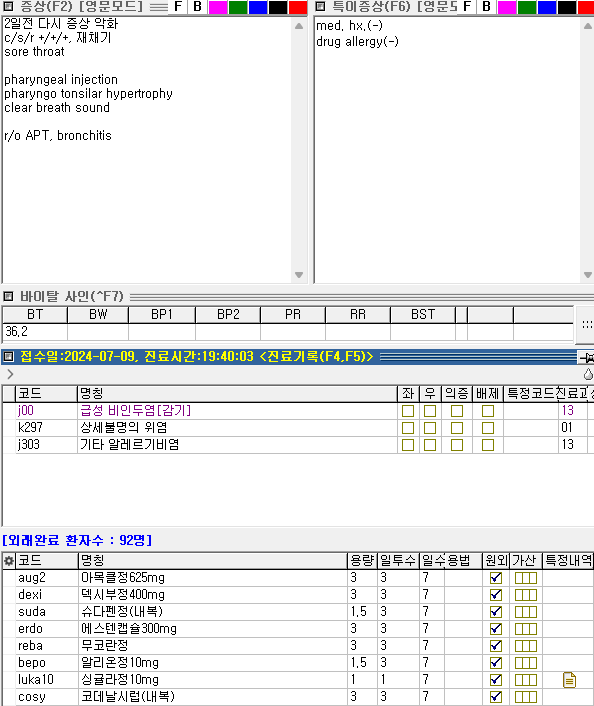 증상(F2) [영문모드] F B
2일전 다시 증상 악화
c/s/r +/+/+, 재채기
sore throat
pharyngeal injection
pharyngo tonsilar hypertrophy
clear breath sound
r/o APT, bronchitis
특이증상(F6) [영문모 F B
med. hx.(-)
drug allergy(-)
바이탈 사인(^F7)
BT BW BP1 BP2 PR RR BST
36.2
접수일:2024-07-09, 진료시간:19:40:03 <진료기록(F4,F5)>
코드 명칭 좌 우 의증 배제 특정코드 진료과
j00 급성 비인두염[감기] 13
k297 상세불명의 위염 01
j303 기타 알레르기비염 13
[외래완료 환자수 : 92명]
코드 명칭 용량 일투수 일수 용법 원외 가산 특정내역
aug2 아목클정625mg 3 3 7
dexi 덱시부정400mg 3 3 7
suda 슈다펜정(내복) 1.5 3 7
erdo 에스텐캡슐300mg 3 3 7
reba 무코란정 3 3 7
bepo 알리온정10mg 1.5 3 7
luka10 싱귤라정10mg 1 1 7
cosy 코데날시럽(내복) 3 3 7